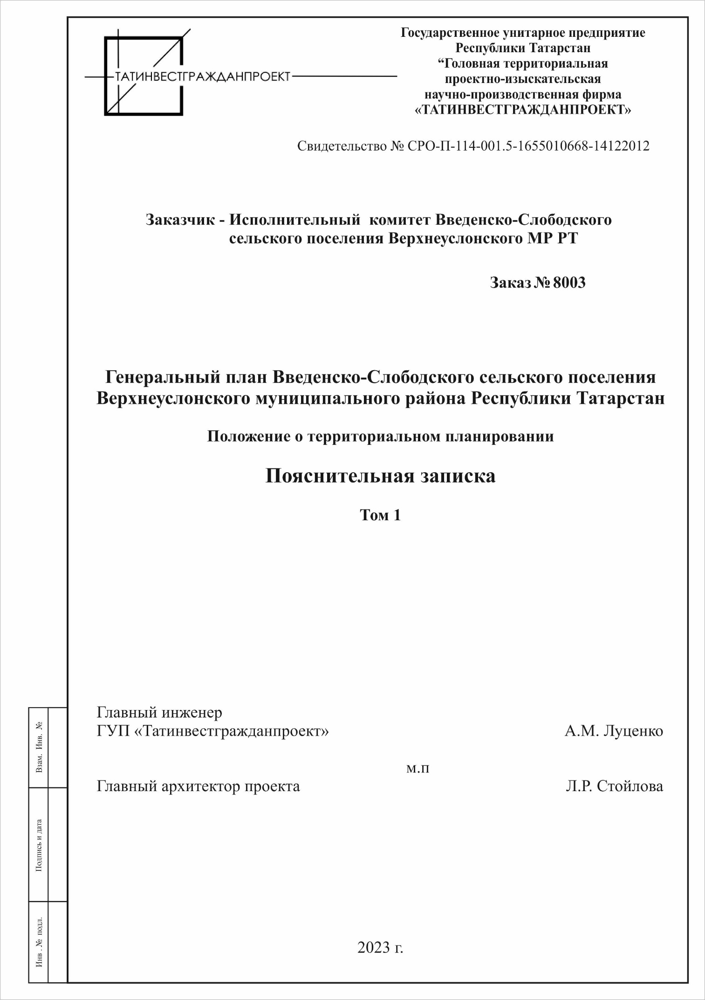 ТАТИНВЕСТГРАЖДАНПРОЕКТ
Государственное унитарное предприятие
Республики Татарстан
“Головная территориальная
проектно-изыскательская
научно-производственная фирма
«ТАТИНВЕСТГРАЖДАНПРОЕКТ»
Свидетельство № СРО-П-114-001.5-1655010668-14122012
Заказчик - Исполнительный комитет Введенско-Слободского
сельского поселения Верхнеуслонского МР РТ
Заказ № 8003
Генеральный план Введенско-Слободского сельского поселения
Верхнеуслонского муниципального района Республики Татарстан
Положение о территориальном планировании
Пояснительная записка
Том 1
Главный инженер
ГУП «Татинвестгражданпроект» А.М. Луценко
м.п
Главный архитектор проекта Л.Р. Стойлова
Взам. Инв. №
Подпись и дата
Инв . № подл.
2023 г.